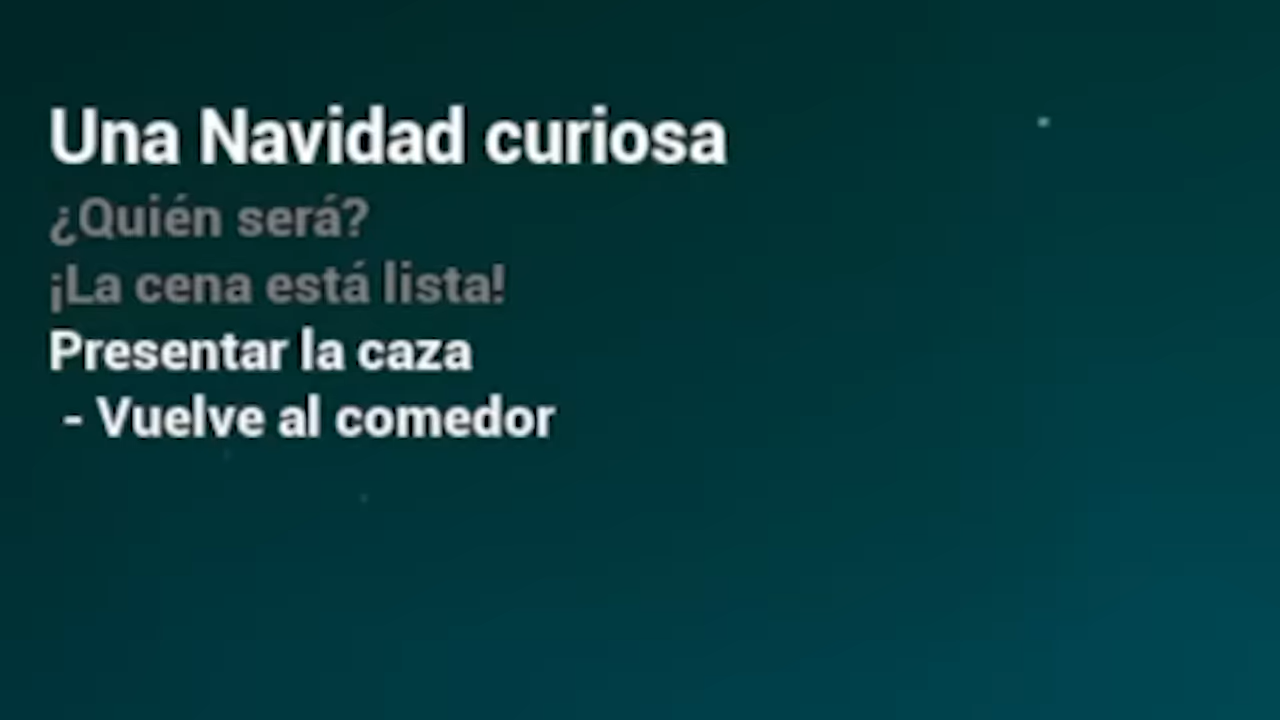 Una Navidad curiosa
¿Quién será?
¡La cena está lista!
Presentar la caza
- Vuelve al comedor